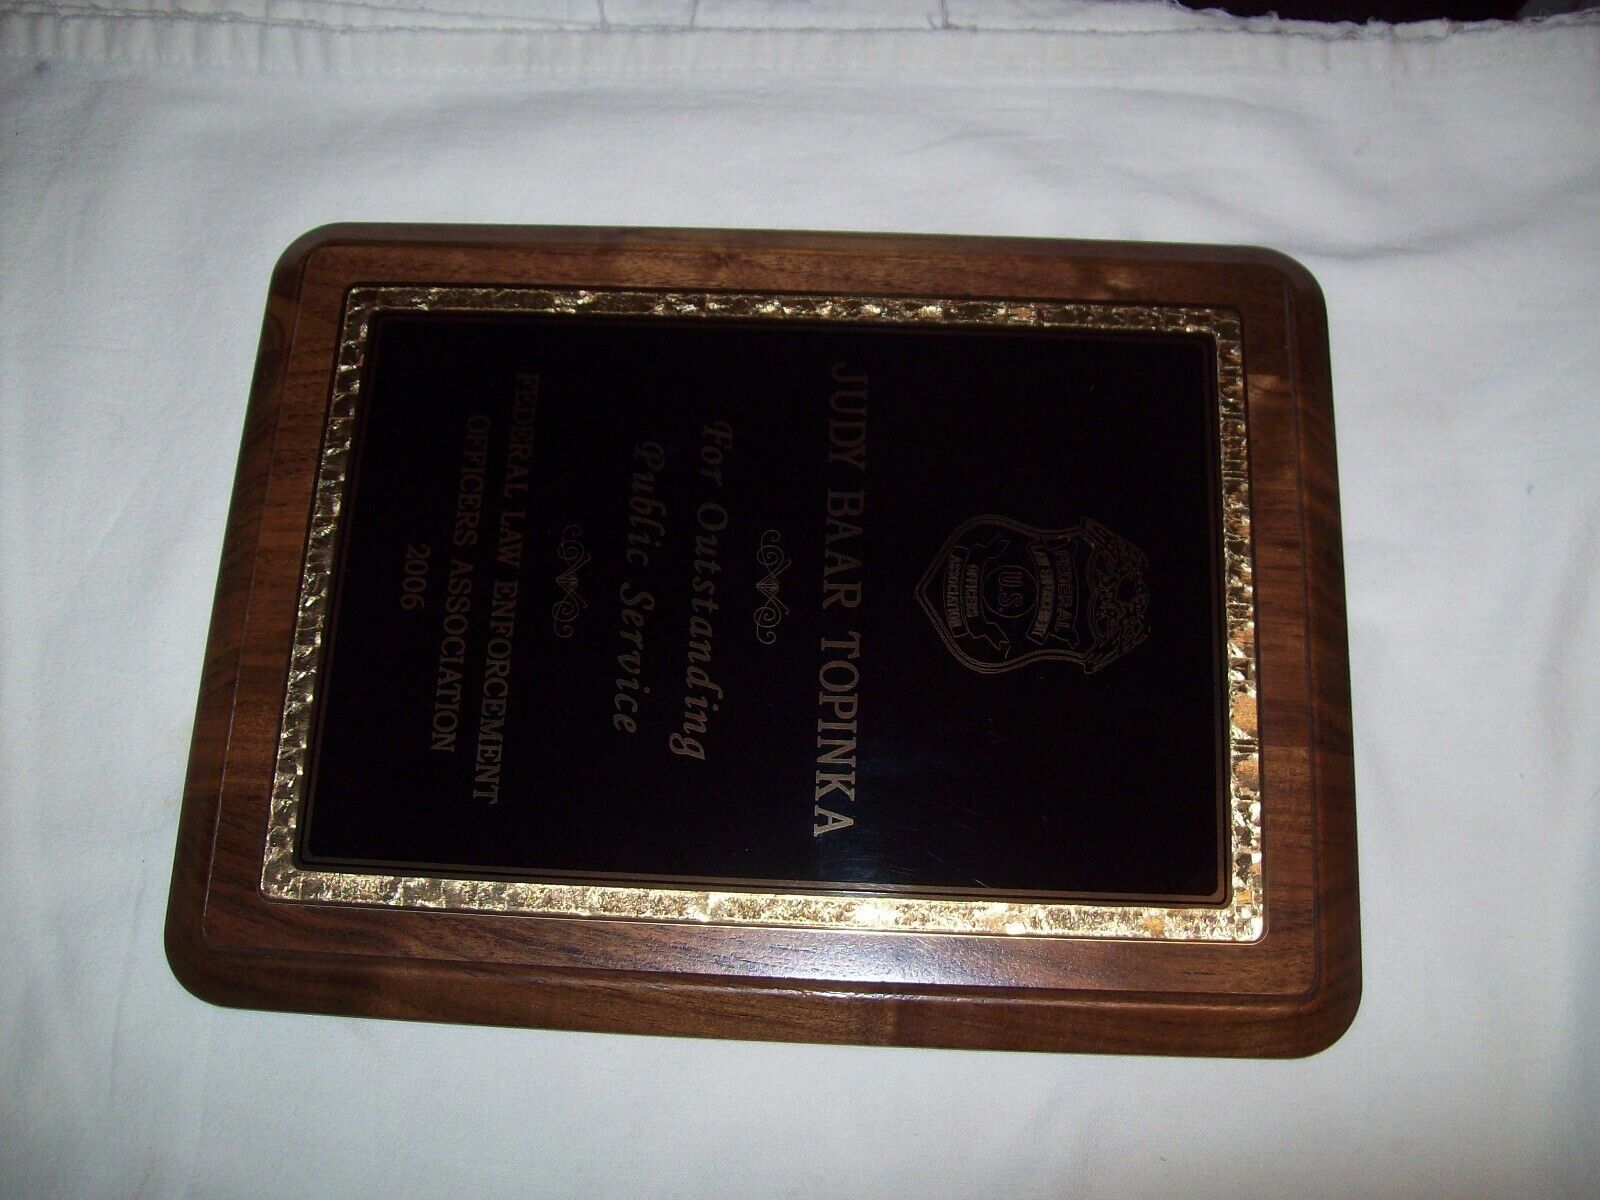 FEDERAL
LAW ENFORCEMENT
U.S.
OFFICERS
ASSOCIATION
JUDY BAAR TOPINKA
For Outstanding
Public Service
FEDERAL LAW ENFORCEMENT
OFFICERS ASSOCIATION
2006